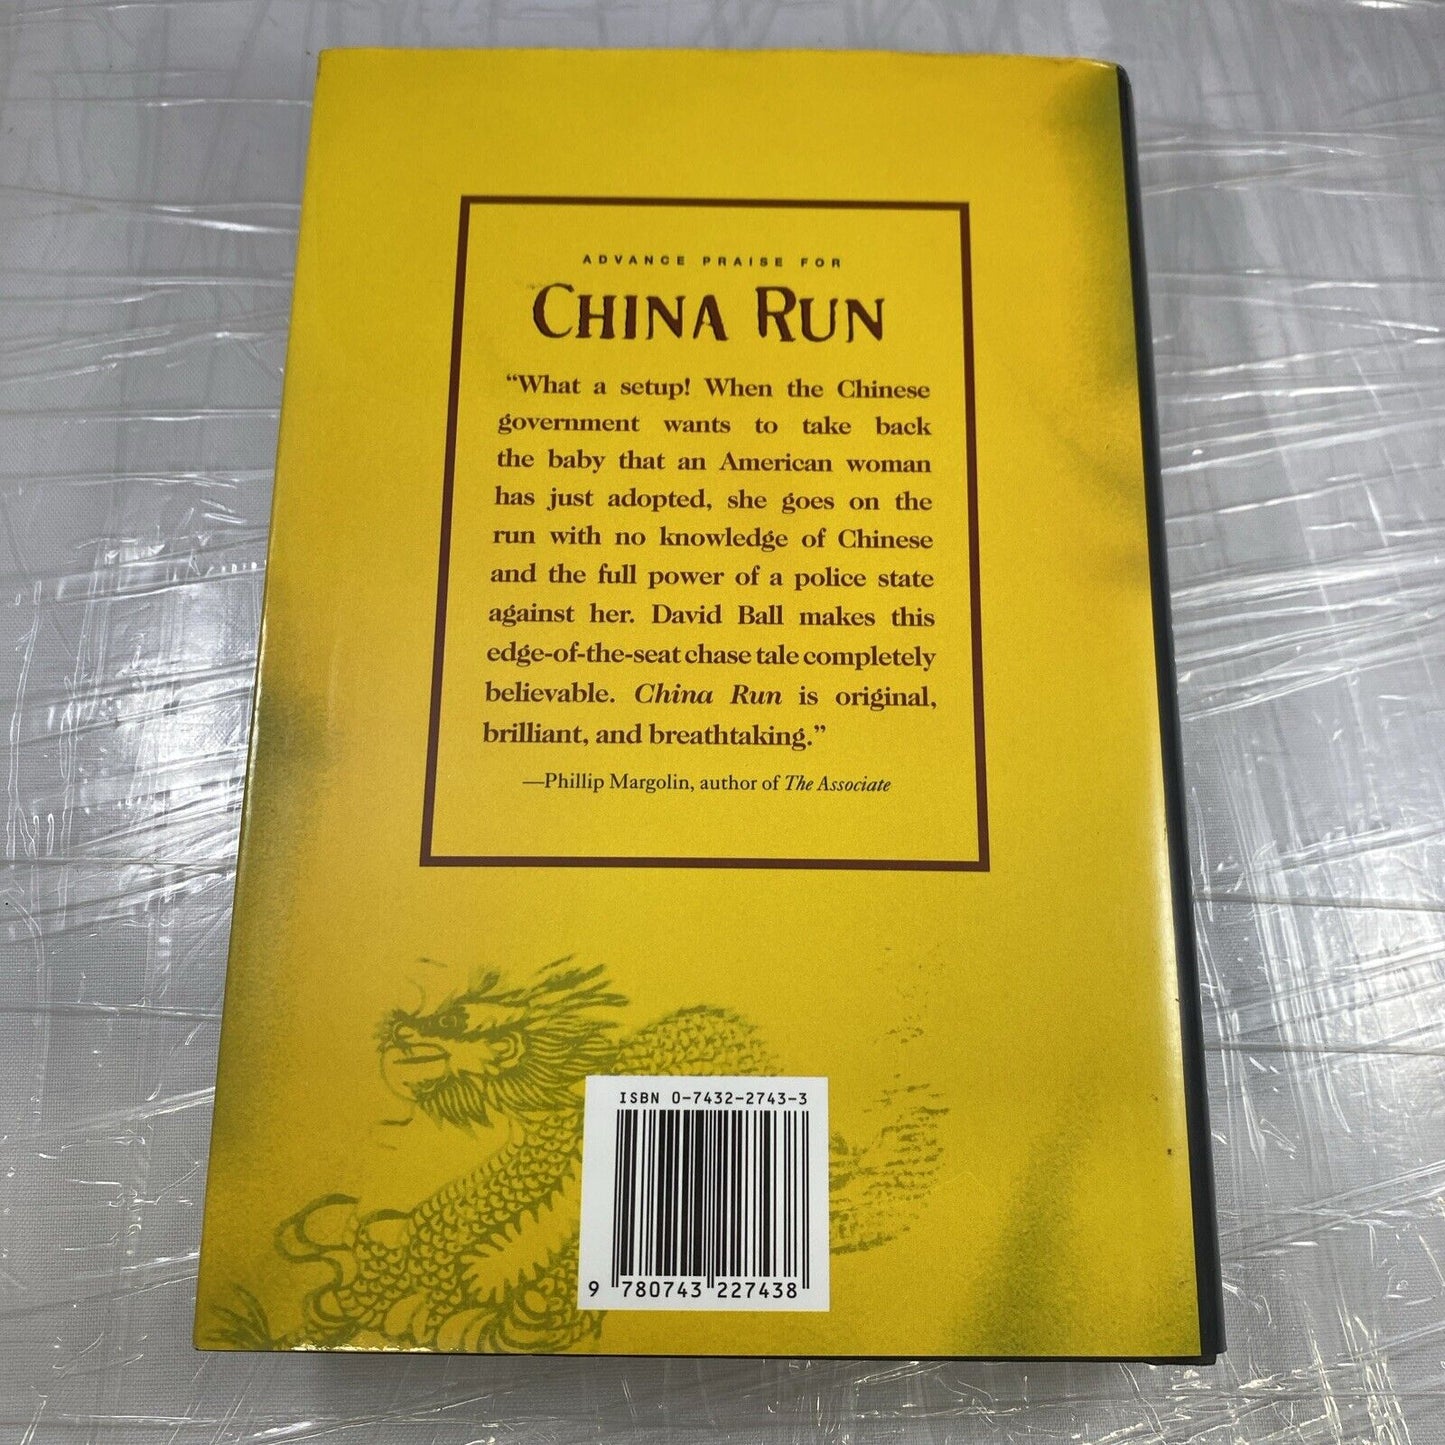 ADVANCE PRAISE FOR
CHINA RUN
“What a setup! When the Chinese
government wants to take back
the baby that an American woman
has just adopted, she goes on the
run with no knowledge of Chinese
and the full power of a police state
against her. David Ball makes this
edge-of-the-seat chase tale completely
believable. China Run is original,
brilliant, and breathtaking.”
—Phillip Margolin, author of The Associate
ISBN 0-7432-2743-3
9 780743 227438